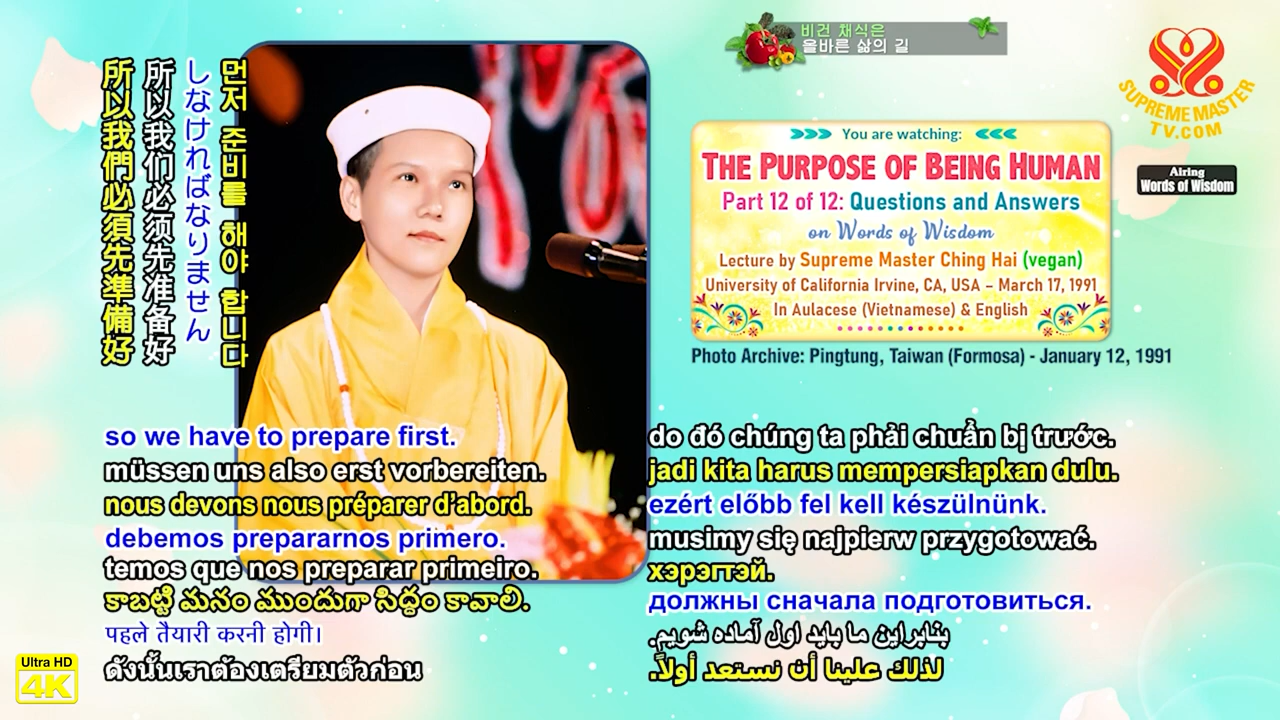 비건 채식은
올바른 삶의 길
SUPREME MASTER
TV.COM
You are watching:
THE PURPOSE OF BEING HUMAN
Part 12 of 12: Questions and Answers
on Words of Wisdom
Lecture by Supreme Master Ching Hai (vegan)
University of California Irvine, CA, USA – March 17, 1991
In Aulacese (Vietnamese) & English
Airing
Words of Wisdom
Photo Archive: Pingtung, Taiwan (Formosa) - January 12, 1991
먼저 준비를 해야 합니다
しなければなりません
所以我们必须先准备好
所以我們必須先準備好
so we have to prepare first.
müssen uns also erst vorbereiten.
nous devons nous préparer d’abord.
debemos prepararnos primero.
temos que nos preparar primeiro.
కాబట్టి మనం ముందుగా సిద్ధం కావాలి.
पहले तैयारी करनी होगी।
ดังนั้นเราต้องเตรียมตัวก่อน
do đó chúng ta phải chuẩn bị trước.
jadi kita harus mempersiapkan dulu.
ezért előbb fel kell készülnünk.
musimy się najpierw przygotować.
хэрэгтэй.
должны сначала подготовиться.
بنابراین ما باید اول آماده شویم.
لذلك علينا أن نستعد أولاً.
Ultra HD
4K